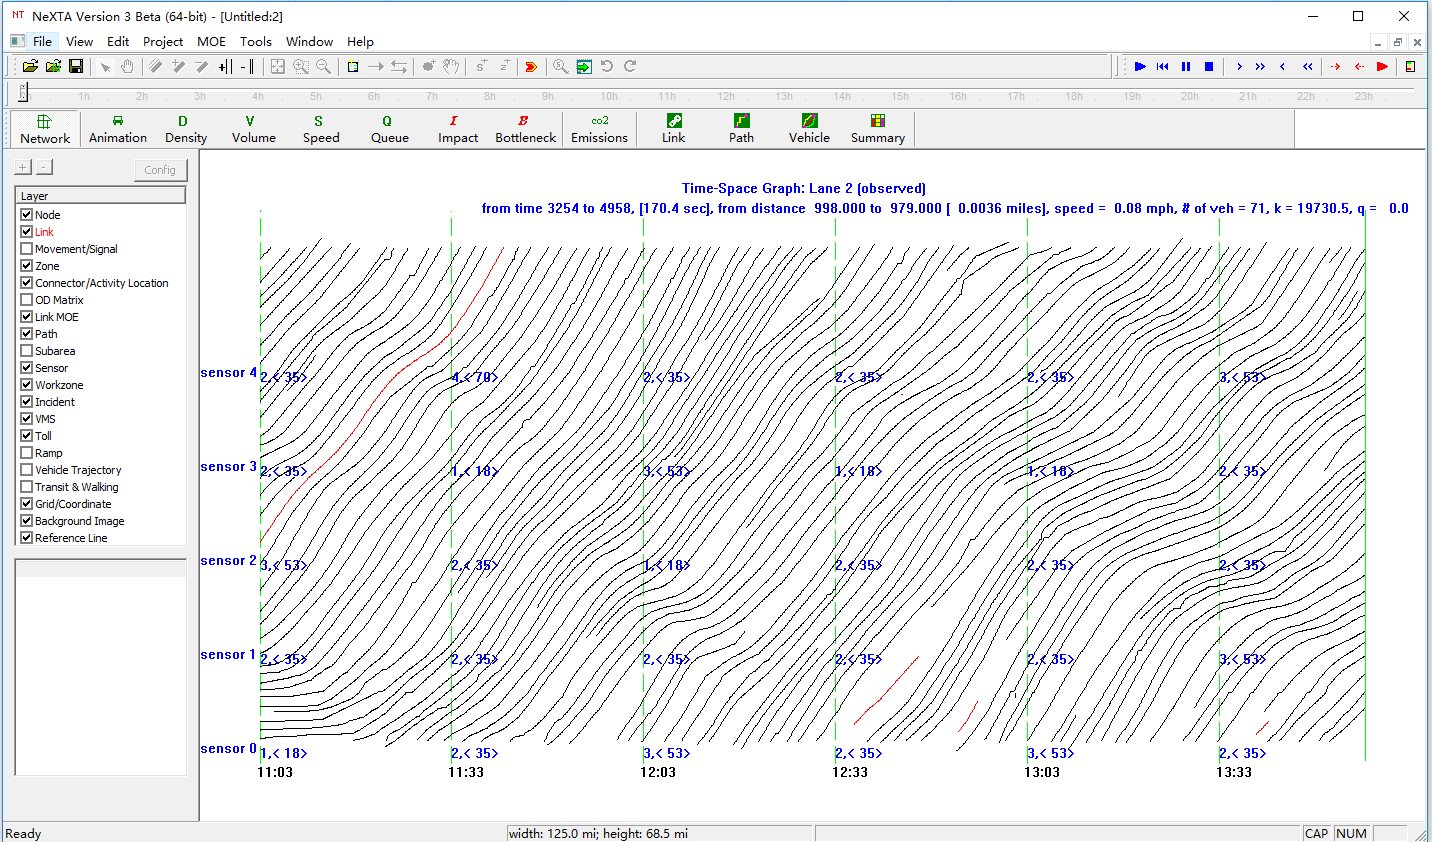 NT NeXTA Version 3 Beta (64-bit) - [Untitled:2]
File View Edit Project MOE Tools Window Help
1h 2h 3h 4h 5h 6h 7h 8h 9h 10h 11h 12h 13h 14h 15h 16h 17h 18h 19h 20h 21h 22h 23h
D V S Q I B co2
Network Animation Density Volume Speed Queue Impact Bottleneck Emissions Link Path Vehicle Summary
+ - Config
Layer
Node
Link
Movement/Signal
Zone
Connector/Activity Location
OD Matrix
Link MOE
Path
Subarea
Sensor
Workzone
Incident
VMS
Toll
Ramp
Vehicle Trajectory
Transit & Walking
Grid/Coordinate
Background Image
Reference Line
Time-Space Graph: Lane 2 (observed)
from time 3254 to 4958, [170.4 sec], from distance 998.000 to 979.000 [ 0.0036 miles], speed = 0.08 mph, # of veh = 71, k = 19730.5, q = 0.0
sensor 4 2,< 35> 4,< 70> 2,< 35> 2,< 35> 2,< 35> 3,< 53>
sensor 3 2,< 35> 1,< 18> 3,< 53> 1,< 18> 1,< 18> 2,< 35>
sensor 2 3,< 53> 2,< 35> 1,< 18> 2,< 35> 2,< 35> 2,< 35>
sensor 1 2,< 35> 2,< 35> 2,< 35> 2,< 35> 2,< 35> 3,< 53>
sensor 0 1,< 18> 2,< 35> 3,< 53> 2,< 35> 3,< 53> 2,< 35>
11:03 11:33 12:03 12:33 13:03 13:33
Ready width: 125.0 mi; height: 68.5 mi CAP NUM